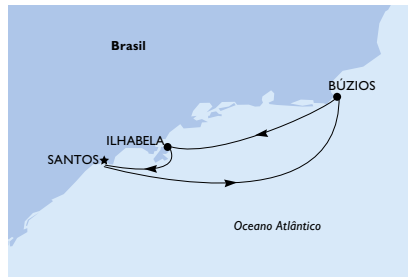 Brasil
BÚZIOS
ILHABELA
SANTOS
Oceano Atlântico